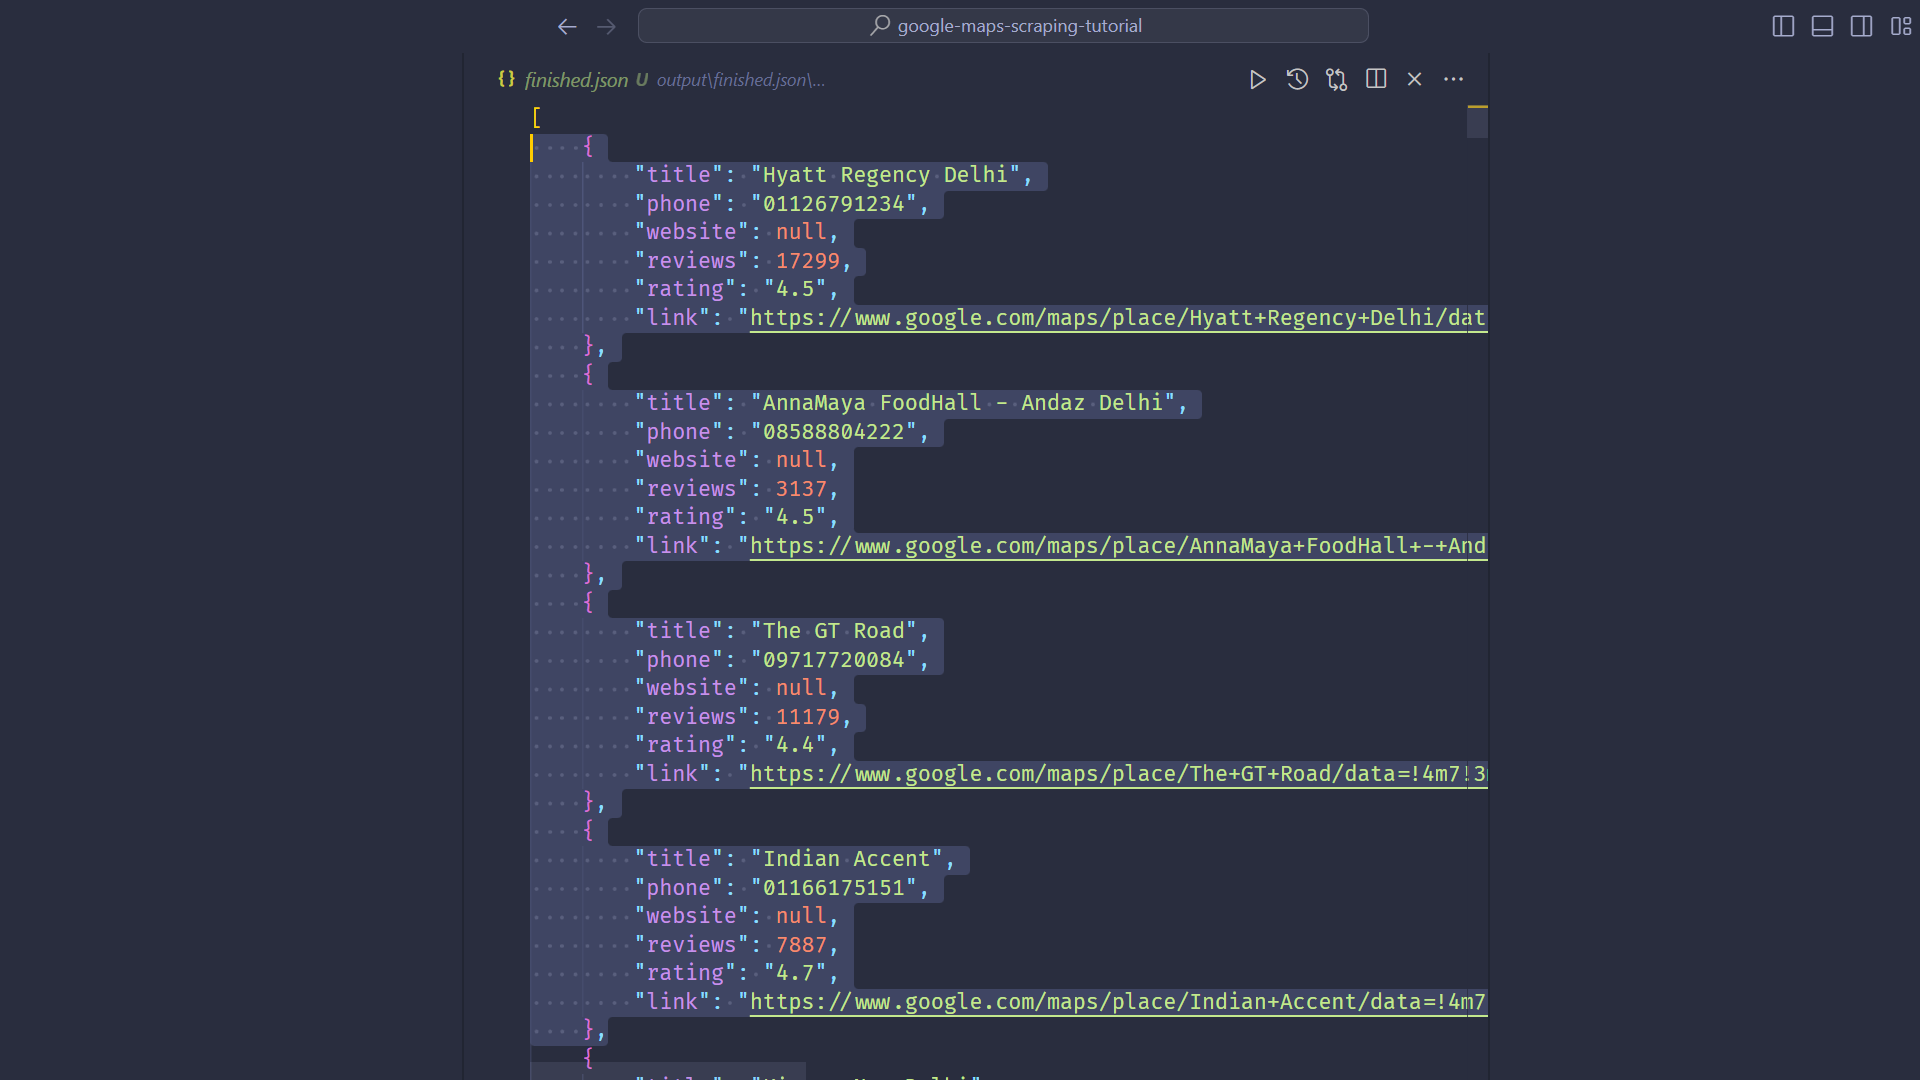 google-maps-scraping-tutorial
{} finished.json U output\finished.json\...
[
{
"title": "Hyatt Regency Delhi",
"phone": "01126791234",
"website": null,
"reviews": 17299,
"rating": "4.5",
"link": "https://www.google.com/maps/place/Hyatt+Regency+Delhi/dat
},
{
"title": "AnnaMaya FoodHall - Andaz Delhi",
"phone": "08588804222",
"website": null,
"reviews": 3137,
"rating": "4.5",
"link": "https://www.google.com/maps/place/AnnaMaya+FoodHall+-+And
},
{
"title": "The GT Road",
"phone": "09717720084",
"website": null,
"reviews": 11179,
"rating": "4.4",
"link": "https://www.google.com/maps/place/The+GT+Road/data=!4m7!3
},
{
"title": "Indian Accent",
"phone": "01166175151",
"website": null,
"reviews": 7887,
"rating": "4.7",
"link": "https://www.google.com/maps/place/Indian+Accent/data=!4m7
},
{